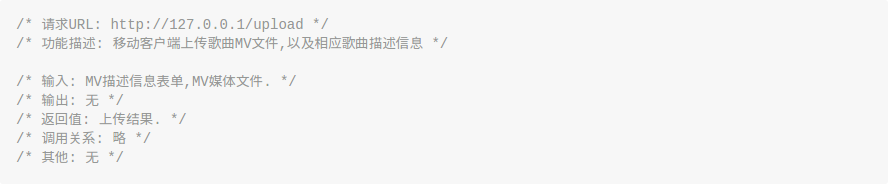 /* 请求URL: http://127.0.0.1/upload */
/* 功能描述: 移动客户端上传歌曲MV文件,以及相应歌曲描述信息 */
/* 输入: MV描述信息表单,MV媒体文件. */
/* 输出: 无 */
/* 返回值: 上传结果. */
/* 调用关系: 略 */
/* 其他: 无 */